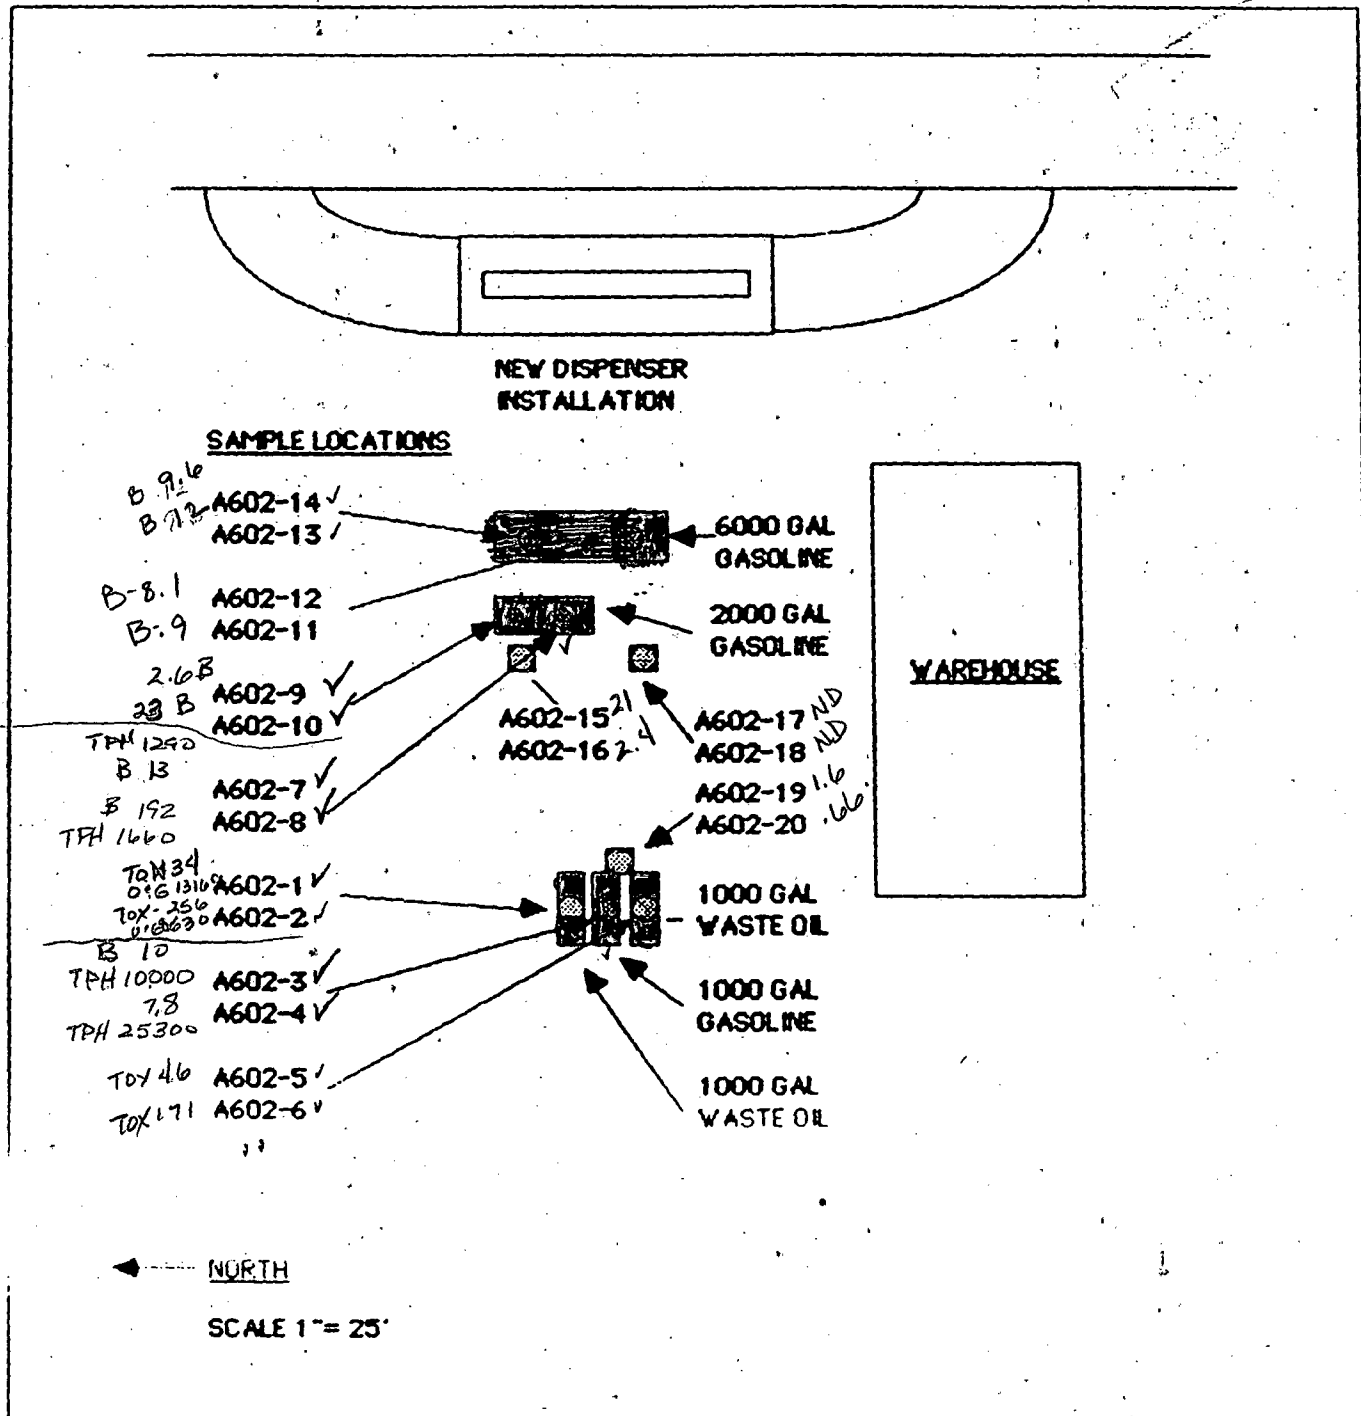 NEW DISPENSER
INSTALLATION
SAMPLE LOCATIONS
B 9.6
A602-14 ✓
A602-13 ✓
6000 GAL
GASOLINE
B-8.1 A602-12
B-.9 A602-11
2000 GAL
GASOLINE
WAREHOUSE
2.6 B A602-9 ✓
B A602-10 ✓
A602-15 21
A602-16 2.4
A602-17 ND
A602-18 ND
TPH 1290
B 13
A602-7 ✓
B 192
A602-8 ✓
TPH 1660
A602-19 1.6
A602-20 .66
A602-1 ✓
TOX-256
A602-2 ✓
1000 GAL
WASTE OIL
B 10
TPH 10000 A602-3 ✓
7.8
A602-4 ✓
TPH 25300
1000 GAL
GASOLINE
TOX 46 A602-5 ✓
TOX 171 A602-6 ✓
1000 GAL
WASTE OIL
NORTH
SCALE 1"= 25'